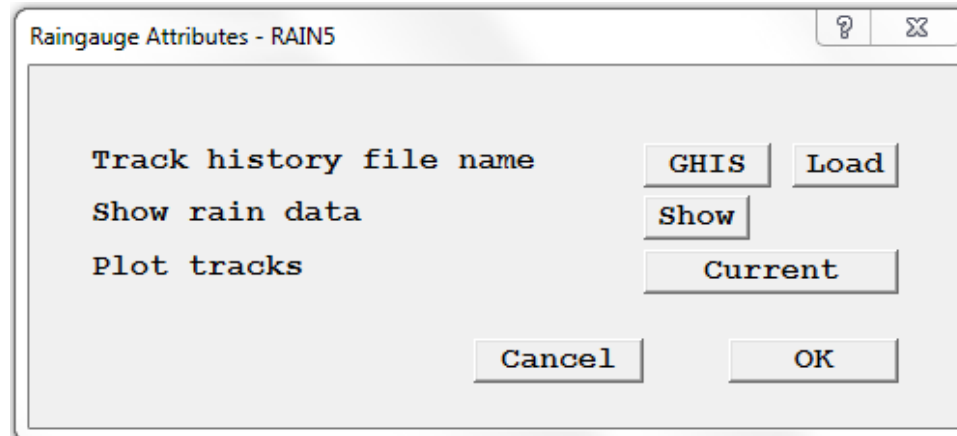 Raingauge Attributes - RAIN5
Track history file name GHIS Load
Show rain data Show
Plot tracks Current
Cancel OK